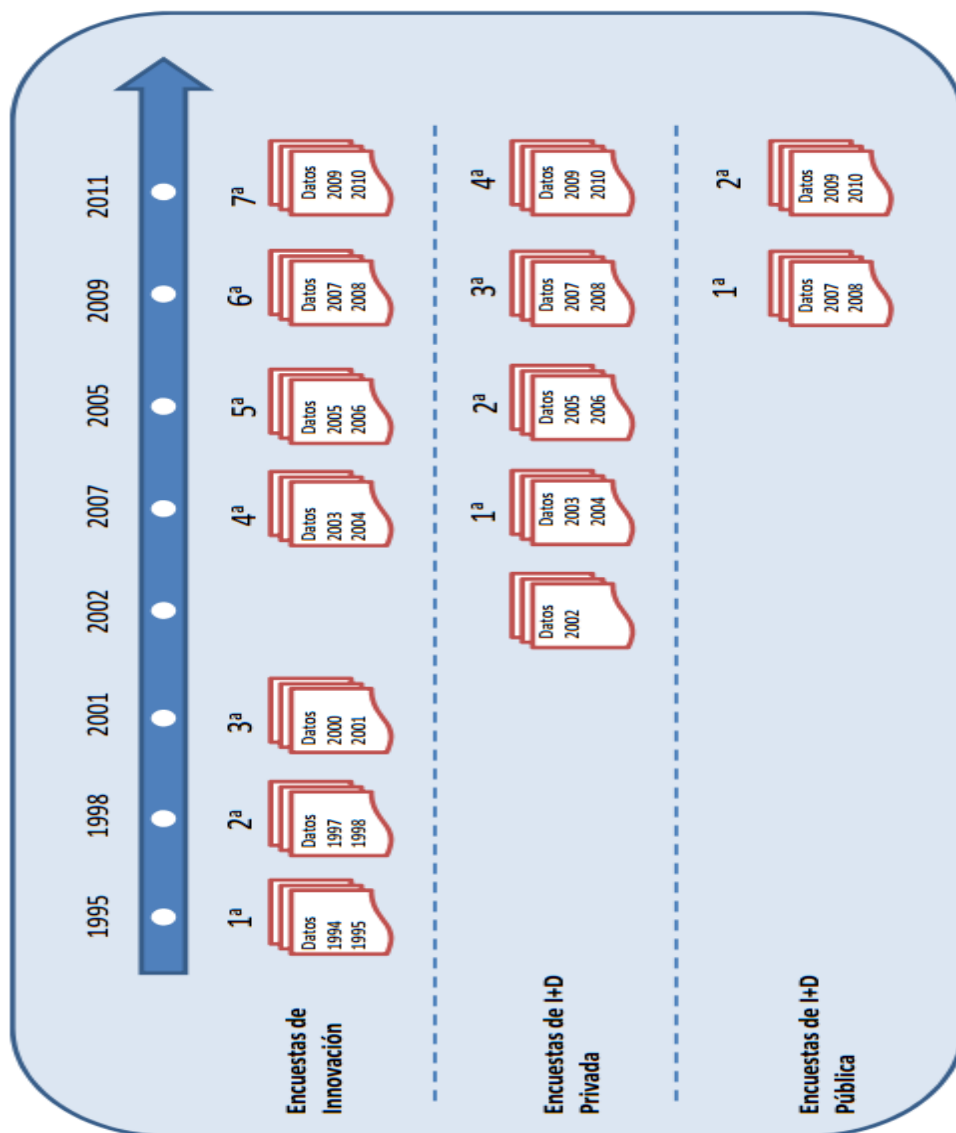 1995
1998
2001
2002
2007
2005
2009
2011
Encuestas de
Innovación
1ª
Datos
1994
1995
2ª
Datos
1997
1998
3ª
Datos
2000
2001
4ª
Datos
2003
2004
5ª
Datos
2005
2006
6ª
Datos
2007
2008
7ª
Datos
2009
2010
Encuestas de I+D
Privada
Datos
2002
1ª
Datos
2003
2004
2ª
Datos
2005
2006
3ª
Datos
2007
2008
4ª
Datos
2009
2010
Encuestas de I+D
Pública
1ª
Datos
2007
2008
2ª
Datos
2009
2010